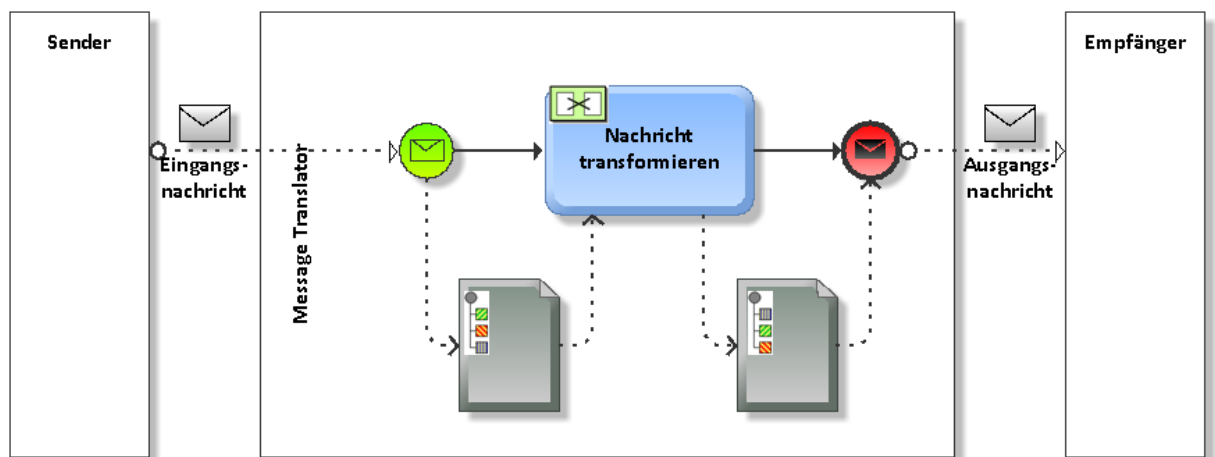 Sender
Eingangs-
nachricht
Message Translator
Nachricht
transformieren
Ausgangs-
nachricht
Empfänger